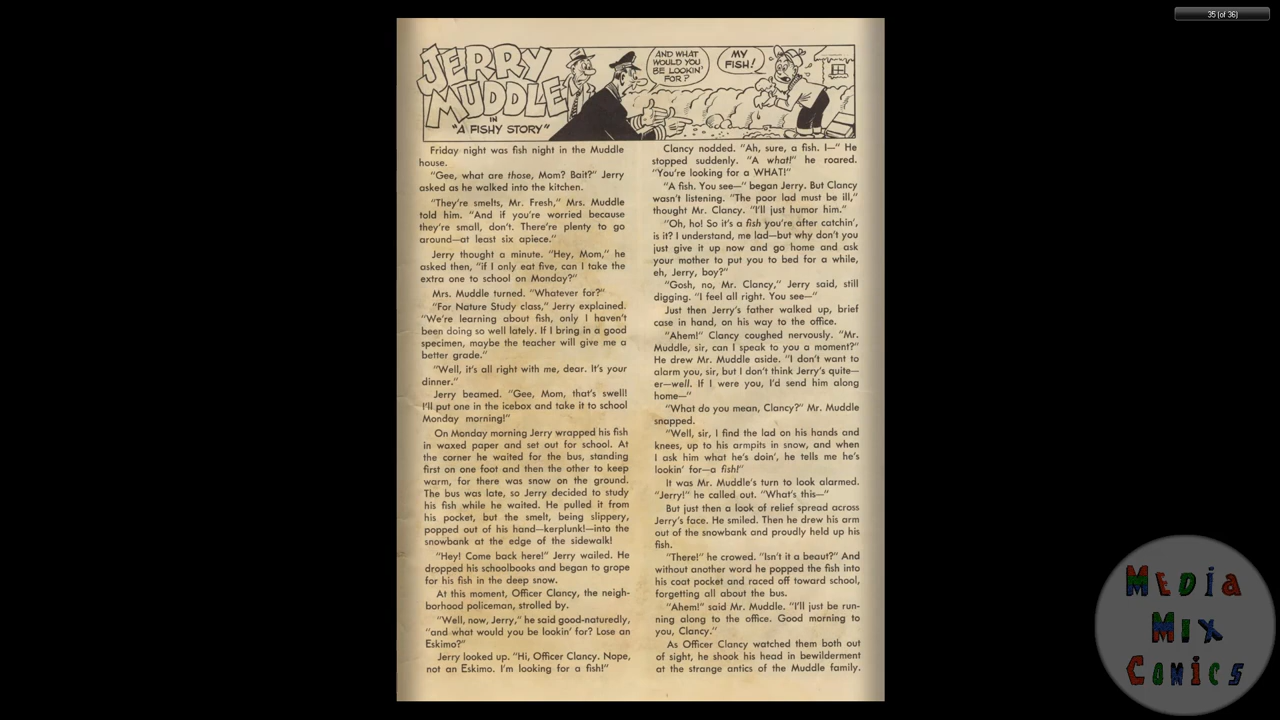 35 (of 36)
JERRY
MUDDLE
IN
"A FISHY STORY"
AND WHAT
WOULD YOU
BE LOOKIN'
FOR?
MY
FISH!
Friday night was fish night in the Muddle
house.
"Gee, what are those, Mom? Bait?" Jerry
asked as he walked into the kitchen.
"They're smelts, Mr. Fresh," Mrs. Muddle
told him. "And if you're worried because
they're small, don't. There're plenty to go
around—at least six apiece."
Jerry thought a minute. "Hey, Mom," he
asked then, "if I only eat five, can I take the
extra one to school on Monday?"
Mrs. Muddle turned. "Whatever for?"
"For Nature Study class," Jerry explained.
"We're learning about fish, only I haven't
been doing so well lately. If I bring in a good
specimen, maybe the teacher will give me a
better grade."
"Well, it's all right with me, dear. It's your
dinner."
Jerry beamed. "Gee, Mom, that's swell!
I'll put one in the icebox and take it to school
Monday morning!"
On Monday morning Jerry wrapped his fish
in waxed paper and set out for school. At
the corner he waited for the bus, standing
first on one foot and then the other to keep
warm, for there was snow on the ground.
The bus was late, so Jerry decided to study
his fish while he waited. He pulled it from
his pocket, but the smelt, being slippery,
popped out of his hand—kerplunk!—into the
snowbank at the edge of the sidewalk!
"Hey! Come back here!" Jerry wailed. He
dropped his schoolbooks and began to grope
for his fish in the deep snow.
At this moment, Officer Clancy, the neigh-
borhood policeman, strolled by.
"Well, now, Jerry," he said good-naturedly,
"and what would you be lookin' for? Lose an
Eskimo?"
Jerry looked up. "Hi, Officer Clancy. Nope,
not an Eskimo. I'm looking for a fish!"
Clancy nodded. "Ah, sure, a fish. I—" He
stopped suddenly. "A what!" he roared.
"You're looking for a WHAT!"
"A fish. You see—" began Jerry. But Clancy
wasn't listening. "The poor lad must be ill,"
thought Mr. Clancy. "I'll just humor him."
"Oh, ho! So it's a fish you're after catchin',
is it? I understand, me lad—but why don't you
just give it up now and go home and ask
your mother to put you to bed for a while,
eh, Jerry, boy?"
"Gosh, no, Mr. Clancy," Jerry said, still
digging. "I feel all right. You see—"
Just then Jerry's father walked up, brief
case in hand, on his way to the office.
"Ahem!" Clancy coughed nervously. "Mr.
Muddle, sir, can I speak to you a moment?"
He drew Mr. Muddle aside. "I don't want to
alarm you, sir, but I don't think Jerry's quite—
er—well. If I were you, I'd send him along
home—"
"What do you mean, Clancy?" Mr. Muddle
snapped.
"Well, sir, I find the lad on his hands and
knees, up to his armpits in snow, and when
I ask him what he's doin', he tells me he's
lookin' for—a fish!"
It was Mr. Muddle's turn to look alarmed.
"Jerry!" he called out. "What's this—"
But just then a look of relief spread across
Jerry's face. He smiled. Then he drew his arm
out of the snowbank and proudly held up his
fish.
"There!" he crowed. "Isn't it a beaut?" And
without another word he popped the fish into
his coat pocket and raced off toward school,
forgetting all about the bus.
"Ahem!" said Mr. Muddle. "I'll just be run-
ning along to the office. Good morning to
you, Clancy."
As Officer Clancy watched them both out
of sight, he shook his head in bewilderment
at the strange antics of the Muddle family.
MEDIA
MIX
COMICS